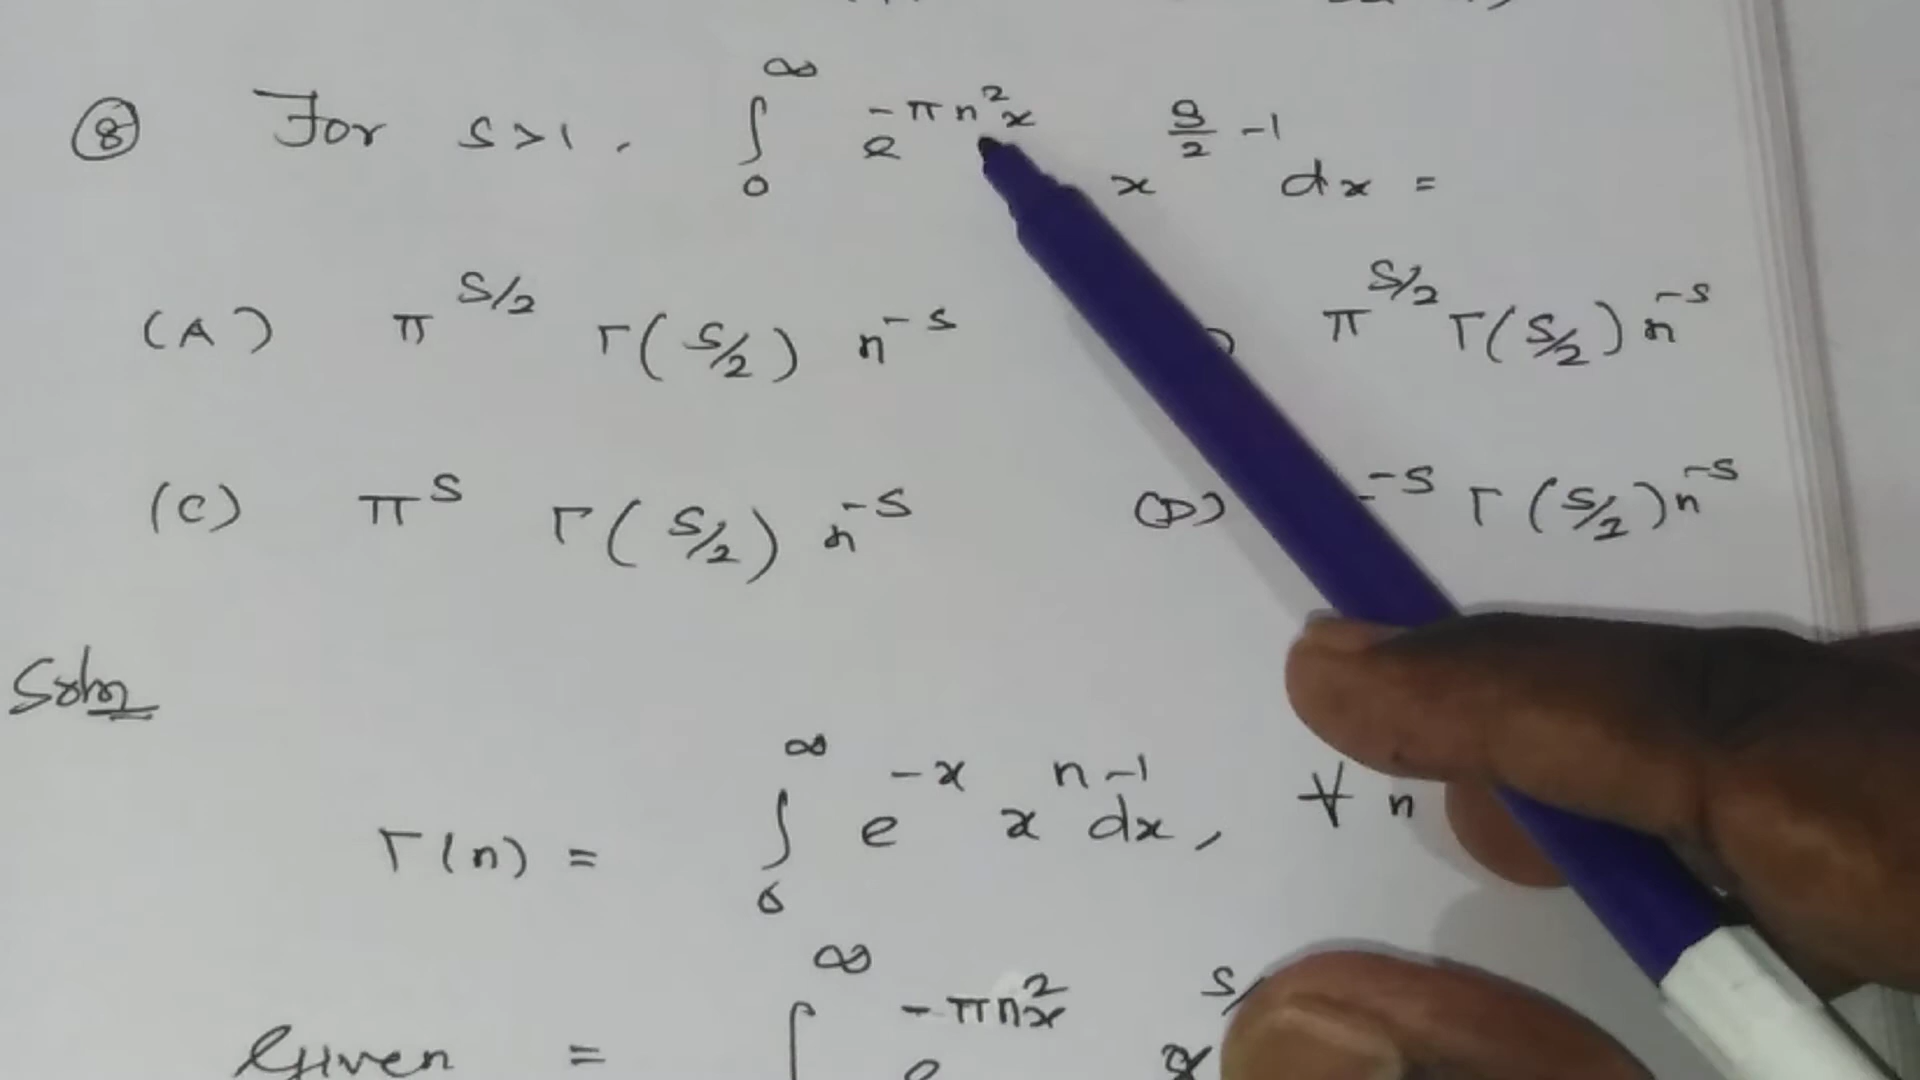 ⑧ For s>1, ∫₀^∞ e^{-πn²x} x^{s/2 -1} dx =
(A) π^{s/2} Γ(s/2) n^{-s} ) π^{s/2} Γ(s/2) n^{-s}
(C) π^s Γ(s/2) n^{-s} (D) ^{-s} Γ(s/2) n^{-s}
Soln
Γ(n) = ∫₀^∞ e^{-x} x^{n-1} dx, ∀ n
Given = ∫^∞ e^{-πn²x} x^{s/